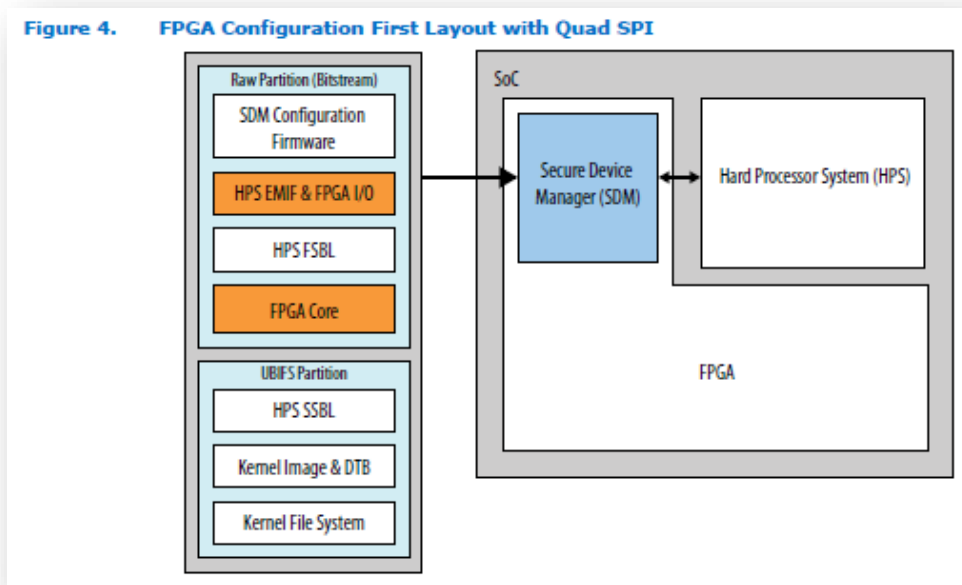 Figure 4. FPGA Configuration First Layout with Quad SPI
Raw Partition (Bitstream)
SDM Configuration
Firmware
HPS EMIF & FPGA I/O
HPS FSBL
FPGA Core
UBIFS Partition
HPS SSBL
Kernel Image & DTB
Kernel File System
SoC
Secure Device
Manager (SDM)
Hard Processor System (HPS)
FPGA